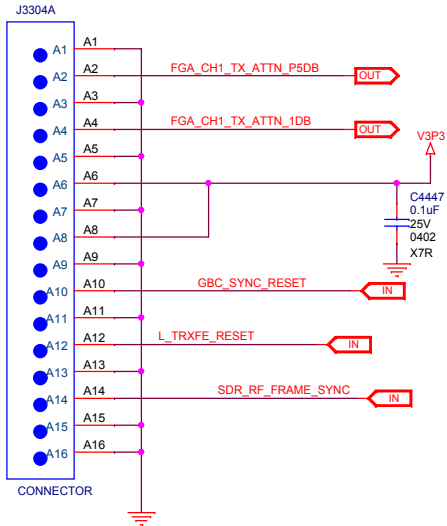 J3304A
A1 A1
A2 A2 FGA_CH1_TX_ATTN_P5DB OUT
A3 A3
A4 A4 FGA_CH1_TX_ATTN_1DB OUT
V3P3
A5 A5
A6 A6
C4447
0.1uF
25V
0402
X7R
A7 A7
A8 A8
A9 A9
A10 A10 GBC_SYNC_RESET IN
A11 A11
A12 A12 L_TRXFE_RESET IN
A13 A13
A14 A14 SDR_RF_FRAME_SYNC IN
A15 A15
A16 A16
CONNECTOR